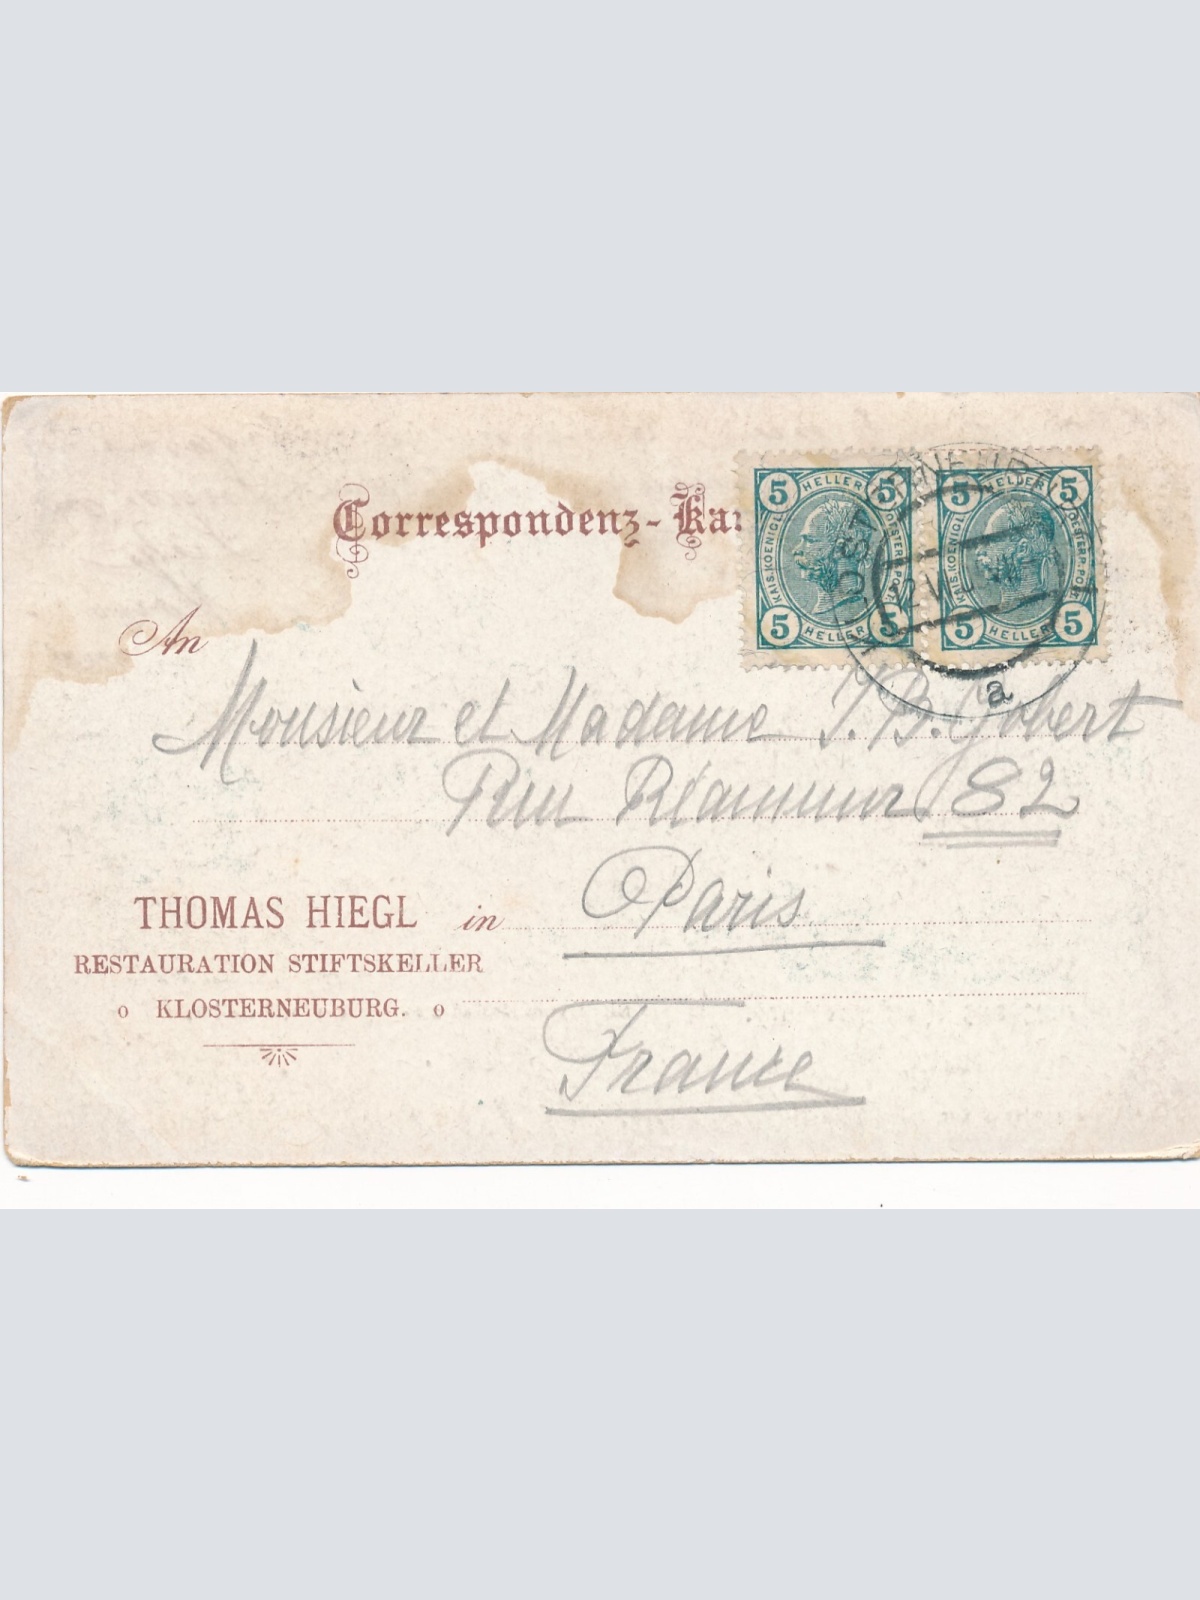 Correspondenz-Kar
5 HELLER 5
KAIS. KOENIGL. OESTERR. POST.
5 HELLER 5
5 HELLER 5
KAIS. KOENIGL. OESTERR. POST.
5 HELLER 5
a
An
Monsieur et Madame J. B. Gobert
Rue Réaumur 82
THOMAS HIEGL in Paris
RESTAURATION STIFTSKELLER
o KLOSTERNEUBURG. o
France